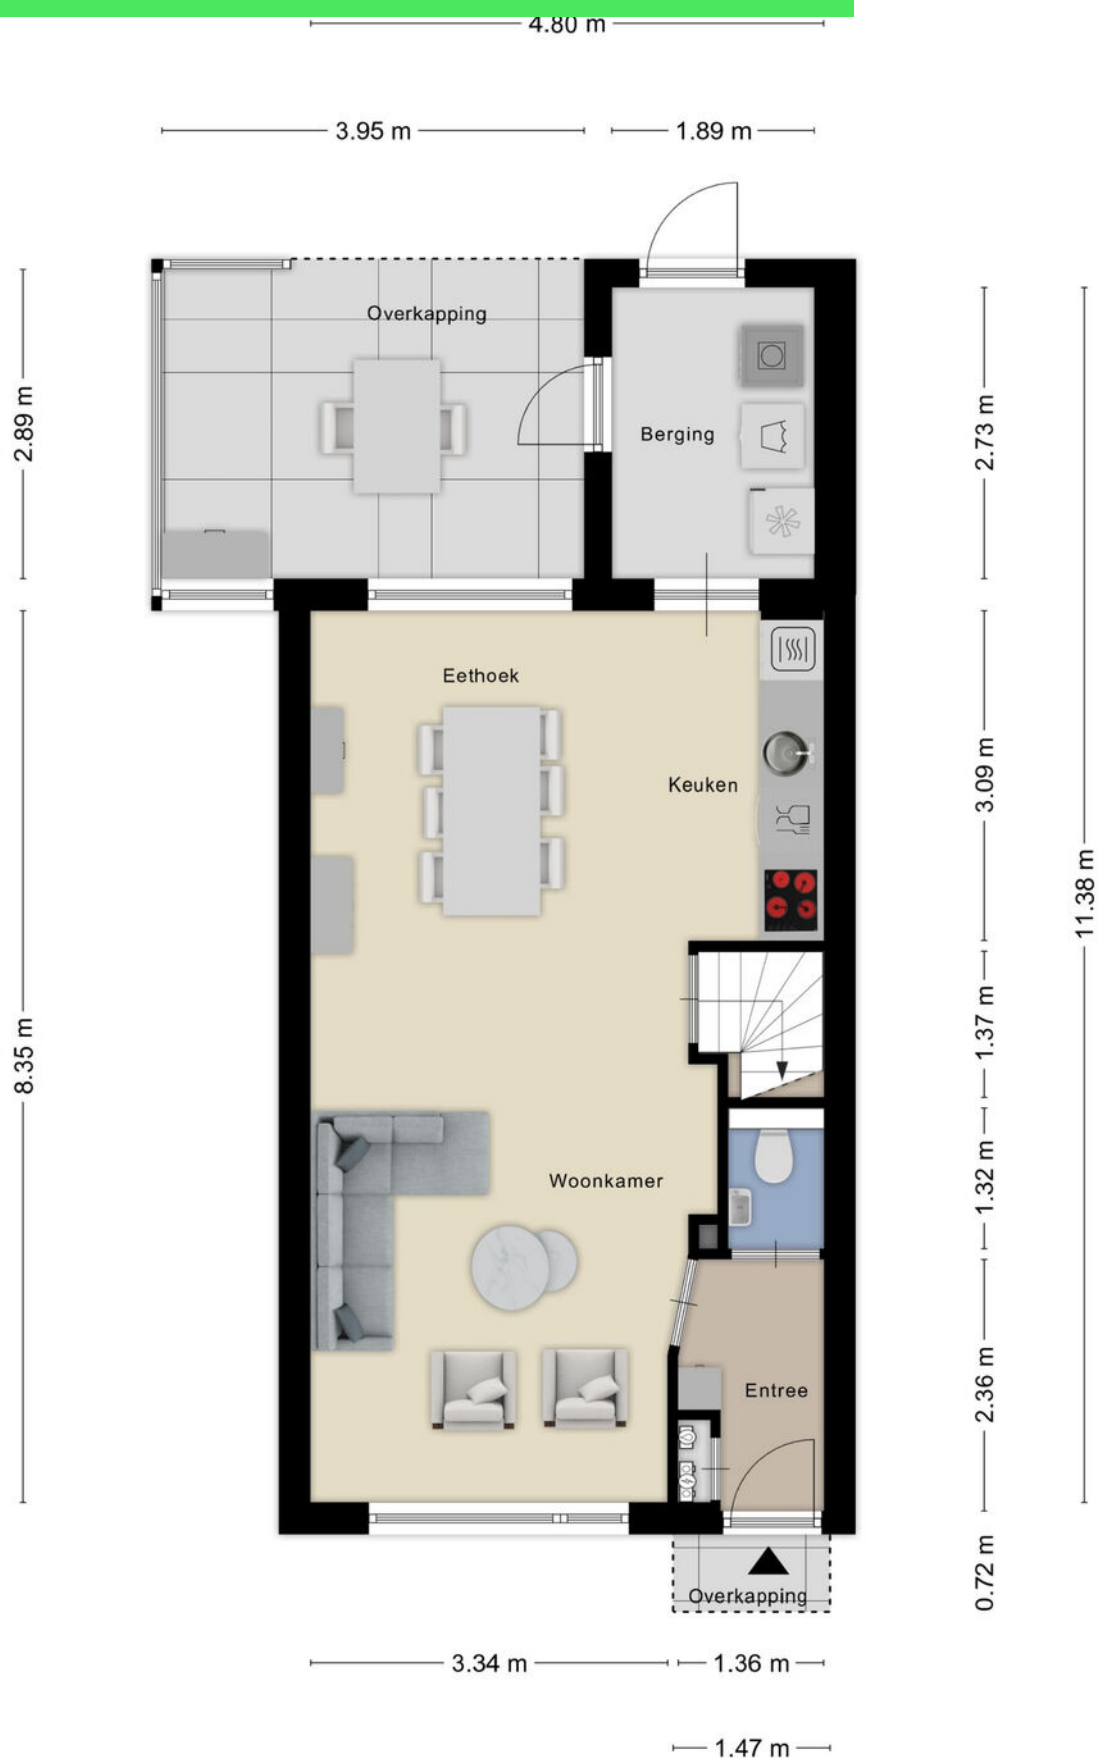 4.80 m
3.95 m
1.89 m
Overkapping
2.89 m
2.73 m
Berging
Eethoek
Keuken
3.09 m
11.38 m
8.35 m
1.37 m
Woonkamer
1.32 m
Entree
2.36 m
0.72 m
Overkapping
3.34 m
1.36 m
1.47 m